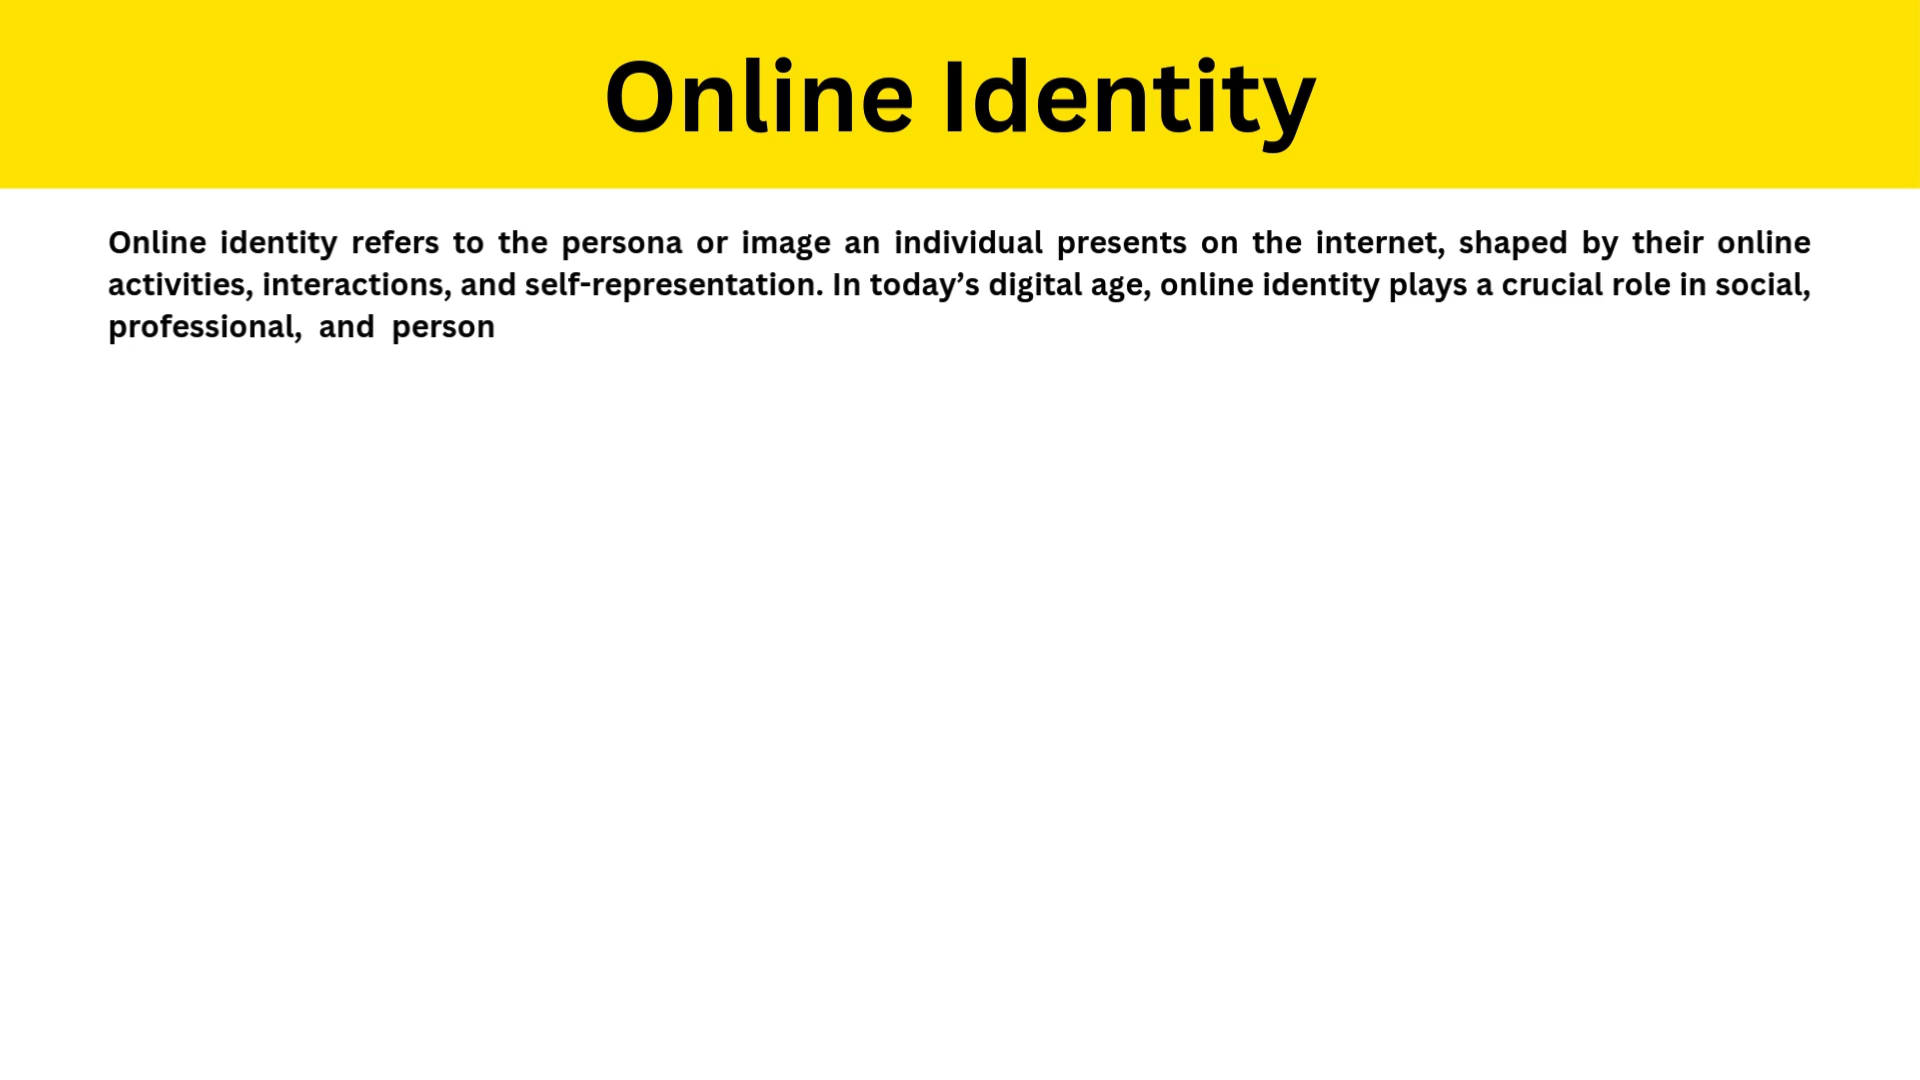 Online Identity
Online identity refers to the persona or image an individual presents on the internet, shaped by their online
activities, interactions, and self-representation. In today’s digital age, online identity plays a crucial role in social,
professional, and person